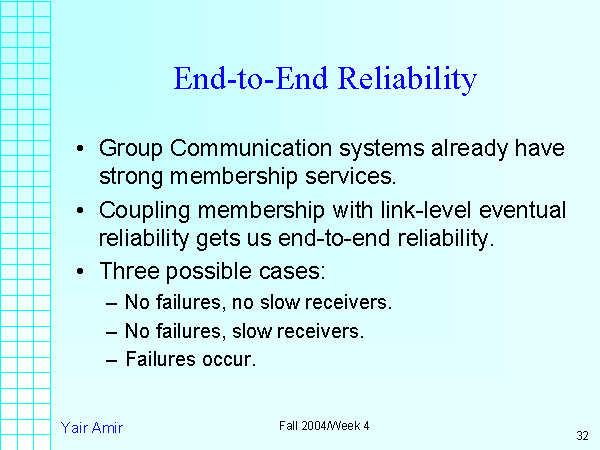 End-to-End Reliability
• Group Communication systems already have
strong membership services.
• Coupling membership with link-level eventual
reliability gets us end-to-end reliability.
• Three possible cases:
– No failures, no slow receivers.
– No failures, slow receivers.
– Failures occur.
Yair Amir
Fall 2004/Week 4
32